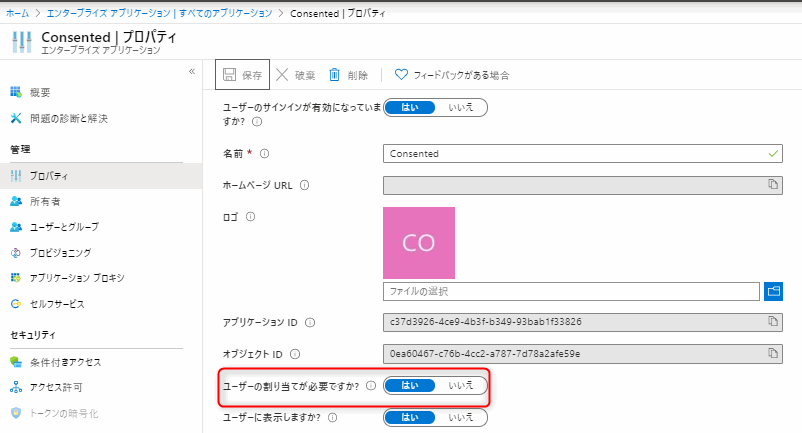 ホーム > エンタープライズ アプリケーション | すべてのアプリケーション > Consented | プロパティ
Consented | プロパティ
エンタープライズ アプリケーション
«
概要
問題の診断と解決
管理
プロパティ
所有者
ユーザーとグループ
プロビジョニング
アプリケーション プロキシ
セルフサービス
セキュリティ
条件付きアクセス
アクセス許可
トークンの暗号化
保存 破棄 削除 フィードバックがある場合
ユーザーのサインインが有効になっていま
すか? はい いいえ
名前 * Consented
ホームページ URL
ロゴ
CO
ファイルの選択
アプリケーション ID c37d3926-4ce9-4b3f-b349-93bab1f33826
オブジェクト ID 0ea60467-c76b-4cc2-a787-7d78a2afe59e
ユーザーの割り当てが必要ですか? はい いいえ
ユーザーに表示しますか? はい いいえ